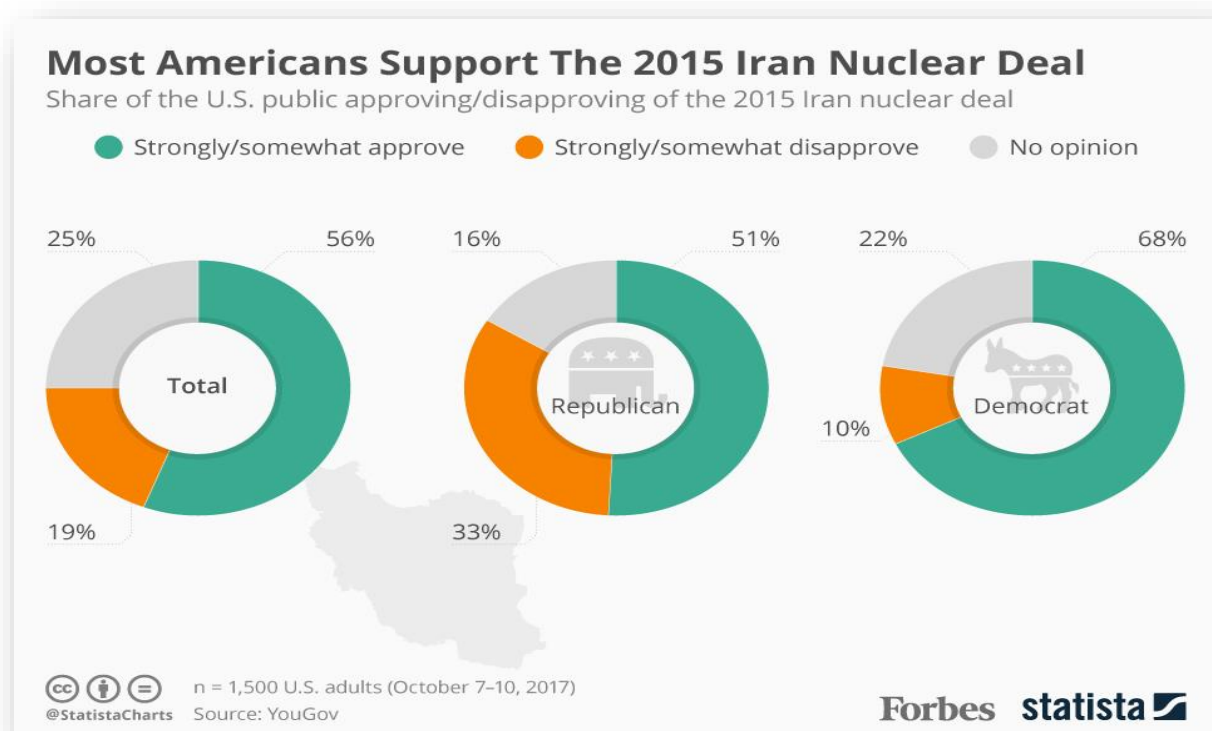 Most Americans Support The 2015 Iran Nuclear Deal
Share of the U.S. public approving/disapproving of the 2015 Iran nuclear deal
Strongly/somewhat approve Strongly/somewhat disapprove No opinion
25% 56% 16% 51% 22% 68%
Total
Republican
Democrat
10%
19%
33%
cc
n = 1,500 U.S. adults (October 7–10, 2017)
@StatistaCharts Source: YouGov
Forbes statista